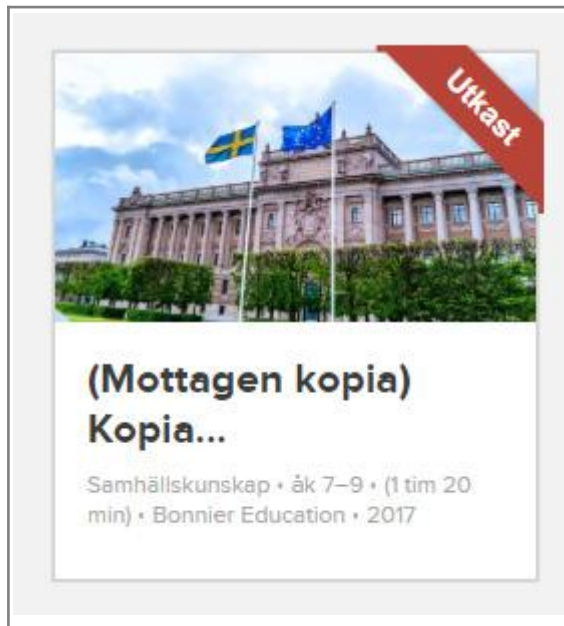 Utkast
(Mottagen kopia)
Kopia...
Samhällskunskap • åk 7–9 • (1 tim 20
min) • Bonnier Education • 2017